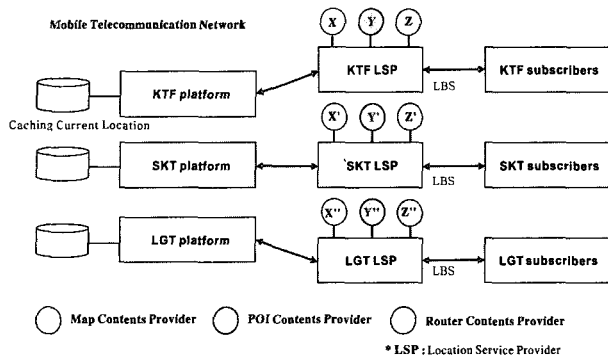 Mobile Telecommunication Network
X Y Z
KTF platform
KTF LSP
LBS
KTF subscribers
Caching Current Location
X' Y' Z'
SKT platform
SKT LSP
LBS
SKT subscribers
X'' Y'' Z''
LGT platform
LGT LSP
LBS
LGT subscribers
Map Contents Provider POI Contents Provider Router Contents Provider
* LSP : Location Service Provider